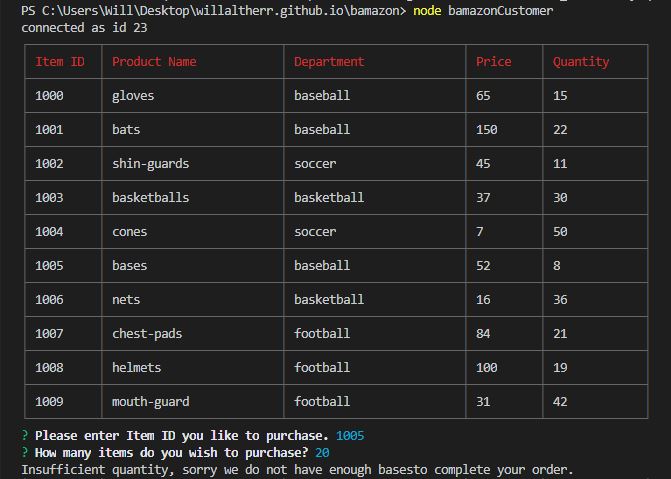 PS C:\Users\Will\Desktop\willaltherr.github.io\bamazon> node bamazonCustomer
connected as id 23
Item ID Product Name Department Price Quantity
1000 gloves baseball 65 15
1001 bats baseball 150 22
1002 shin-guards soccer 45 11
1003 basketballs basketball 37 30
1004 cones soccer 7 50
1005 bases baseball 52 8
1006 nets basketball 16 36
1007 chest-pads football 84 21
1008 helmets football 100 19
1009 mouth-guard football 31 42
? Please enter Item ID you like to purchase. 1005
? How many items do you wish to purchase? 20
Insufficient quantity, sorry we do not have enough basesto complete your order.